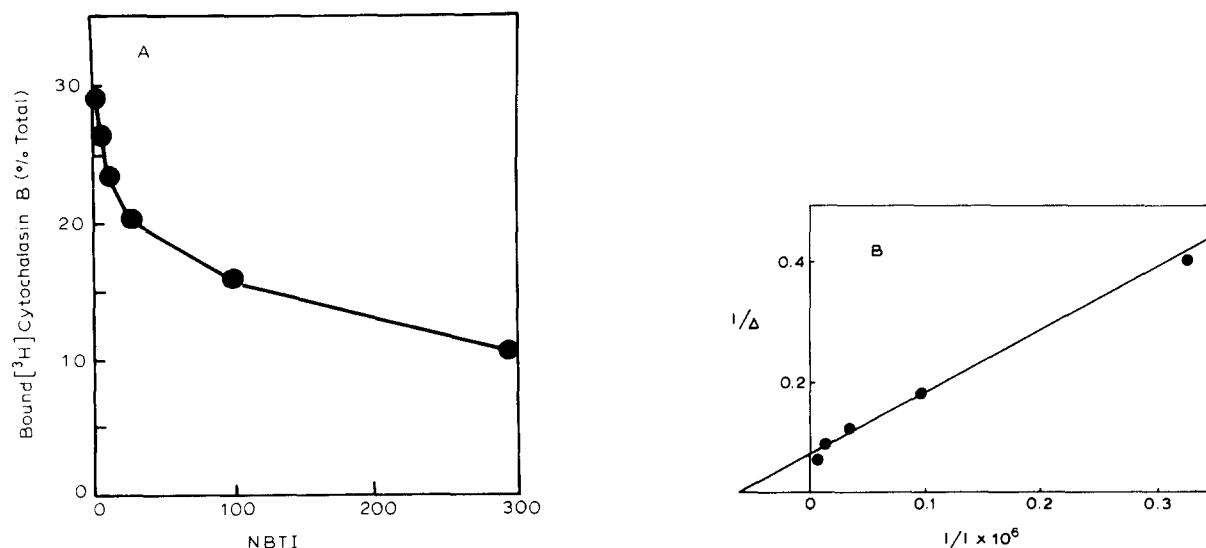 A
Bound [³H] Cytochalasin B (% Total)
30
20
10
0
0 100 200 300
NBTI
B
1/Δ
0.4
0.2
0 0.1 0.2 0.3
1/I × 10⁶